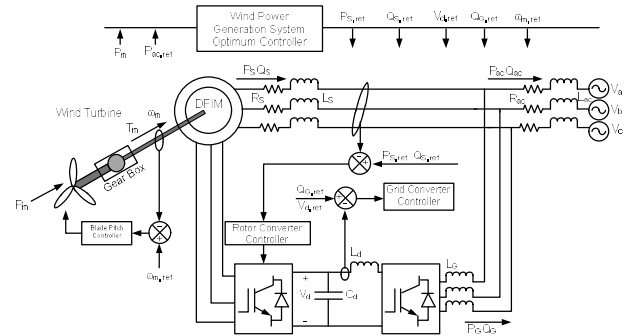 Wind Power
Generation System
Optimum Controller
Pm
Pac,ref
PS,ref
QS,ref
Vd,ref
QG,ref
ωm,ref
PS QS
Pac Qac
Wind Turbine
DFIM
RS
LS
Rac
Lac
Va
Vb
Vc
ωm
Tm
Gear Box
Pm
Blade Pitch
Controller
ωm,ref
PS,ref QS,ref
QG,ref
Vd,ref
Grid Converter
Controller
Rotor Converter
Controller
Ld
LG
+
Vd
Cd
−
PG QG